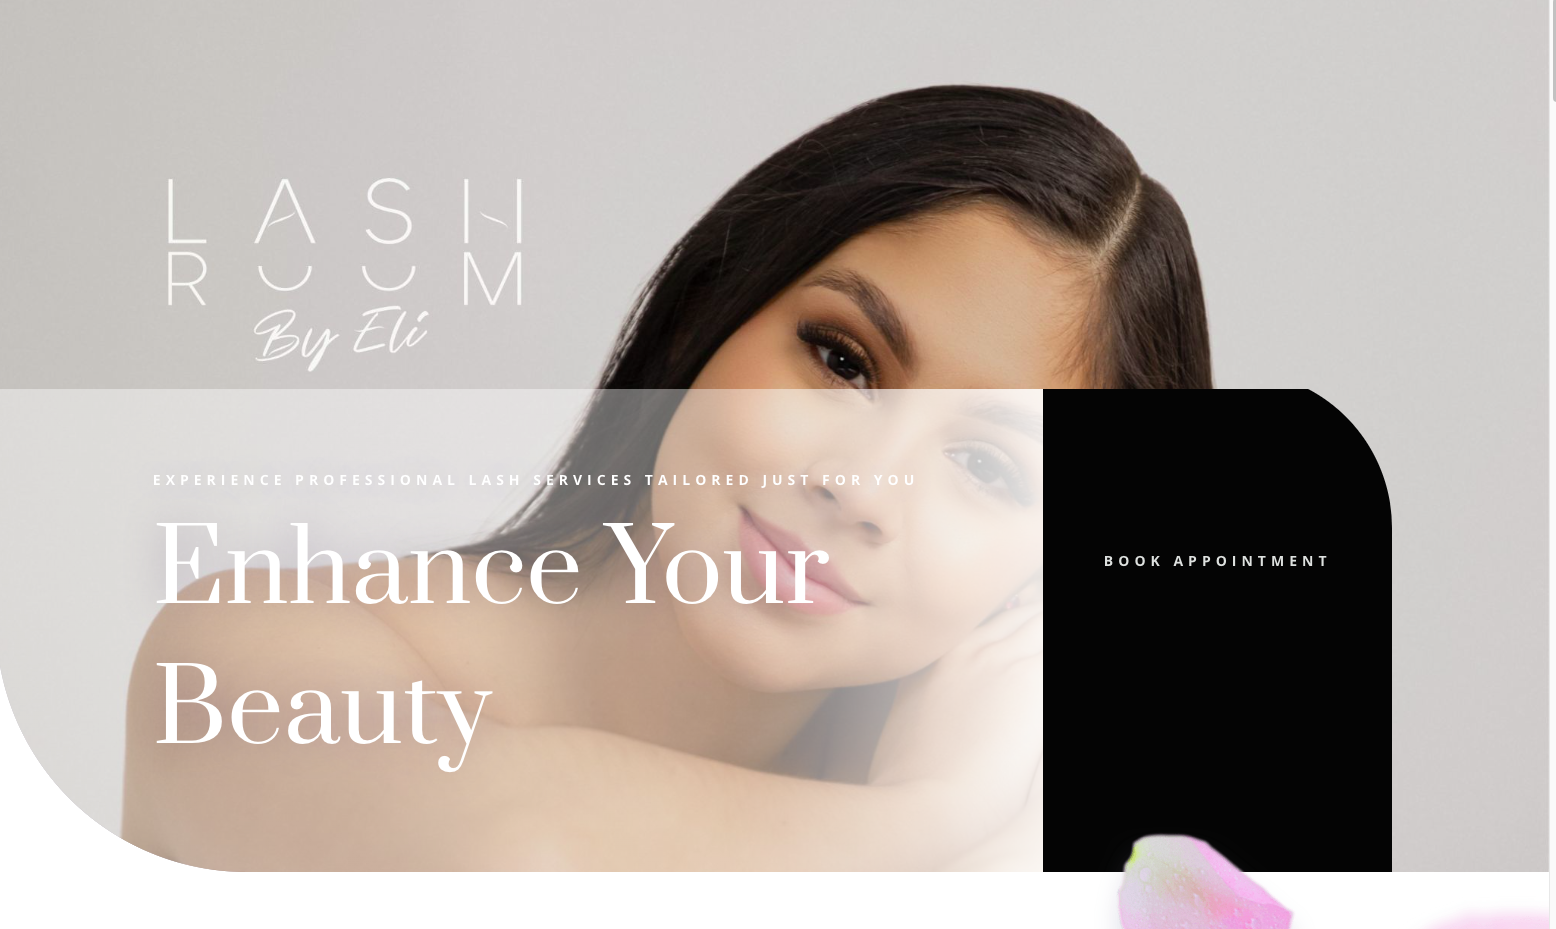 LASH
ROOM
By Eli
EXPERIENCE PROFESSIONAL LASH SERVICES TAILORED JUST FOR YOU
Enhance Your
Beauty
BOOK APPOINTMENT